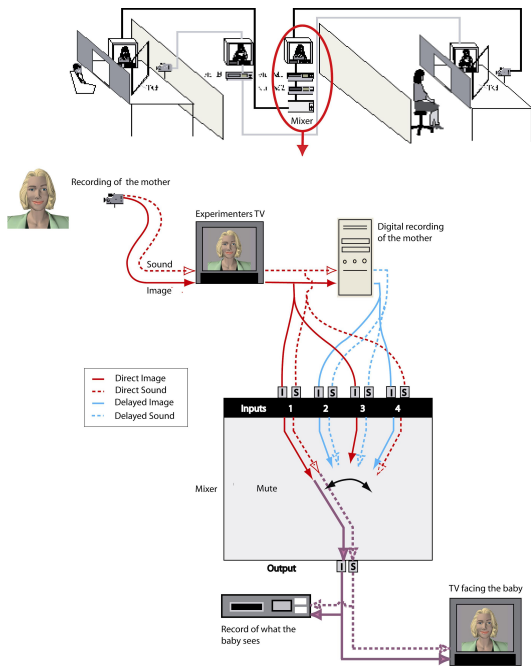 Mixer
Recording of the mother
Experimenters TV
Digital recording
of the mother
Sound
Image
Direct Image
Direct Sound
Delayed Image
Delayed Sound
I S I S I S I S
Inputs 1 2 3 4
Mixer
Mute
Output
I S
TV facing the baby
Record of what the
baby sees